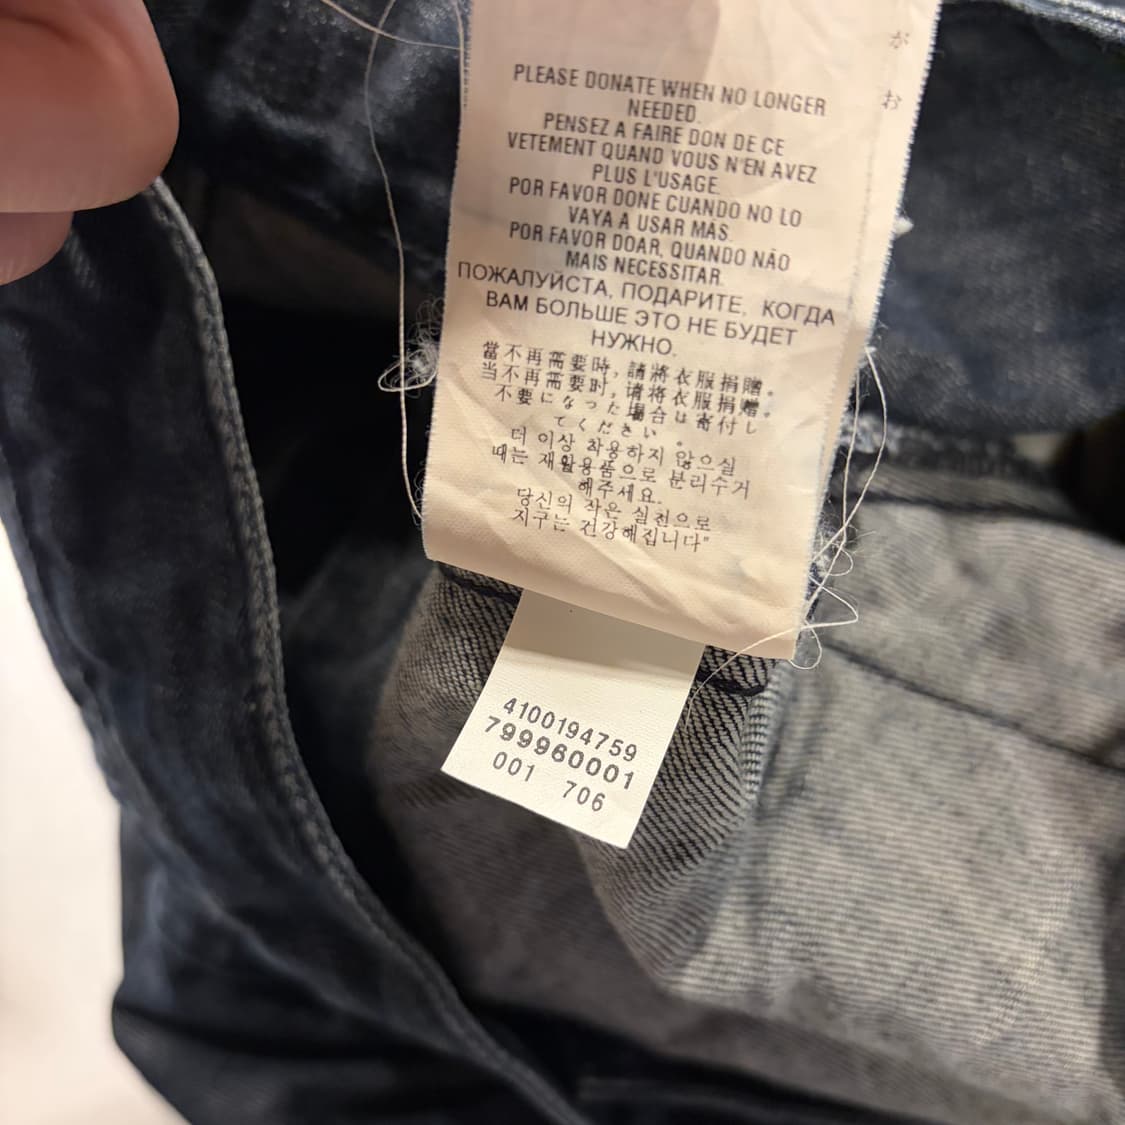 が
お
PLEASE DONATE WHEN NO LONGER
NEEDED.
PENSEZ A FAIRE DON DE CE
VETEMENT QUAND VOUS N'EN AVEZ
PLUS L'USAGE.
POR FAVOR DONE CUANDO NO LO
VAYA A USAR MÁS.
POR FAVOR DOAR, QUANDO NÃO
MAIS NECESSITAR.
ПОЖАЛУЙСТА, ПОДАРИТЕ, КОГДА
ВАМ БОЛЬШЕ ЭТО НЕ БУДЕТ
НУЖНО.
當不再需要時,請將衣服捐贈。
当不再需要时,请将衣服捐赠。
不要になった場合は寄付し
てください。
더 이상 착용하지 않으실
때는 재활용품으로 분리수거
해주세요.
당신의 작은 실천으로
지구는 건강해집니다"
4100194759
799960001
001 706